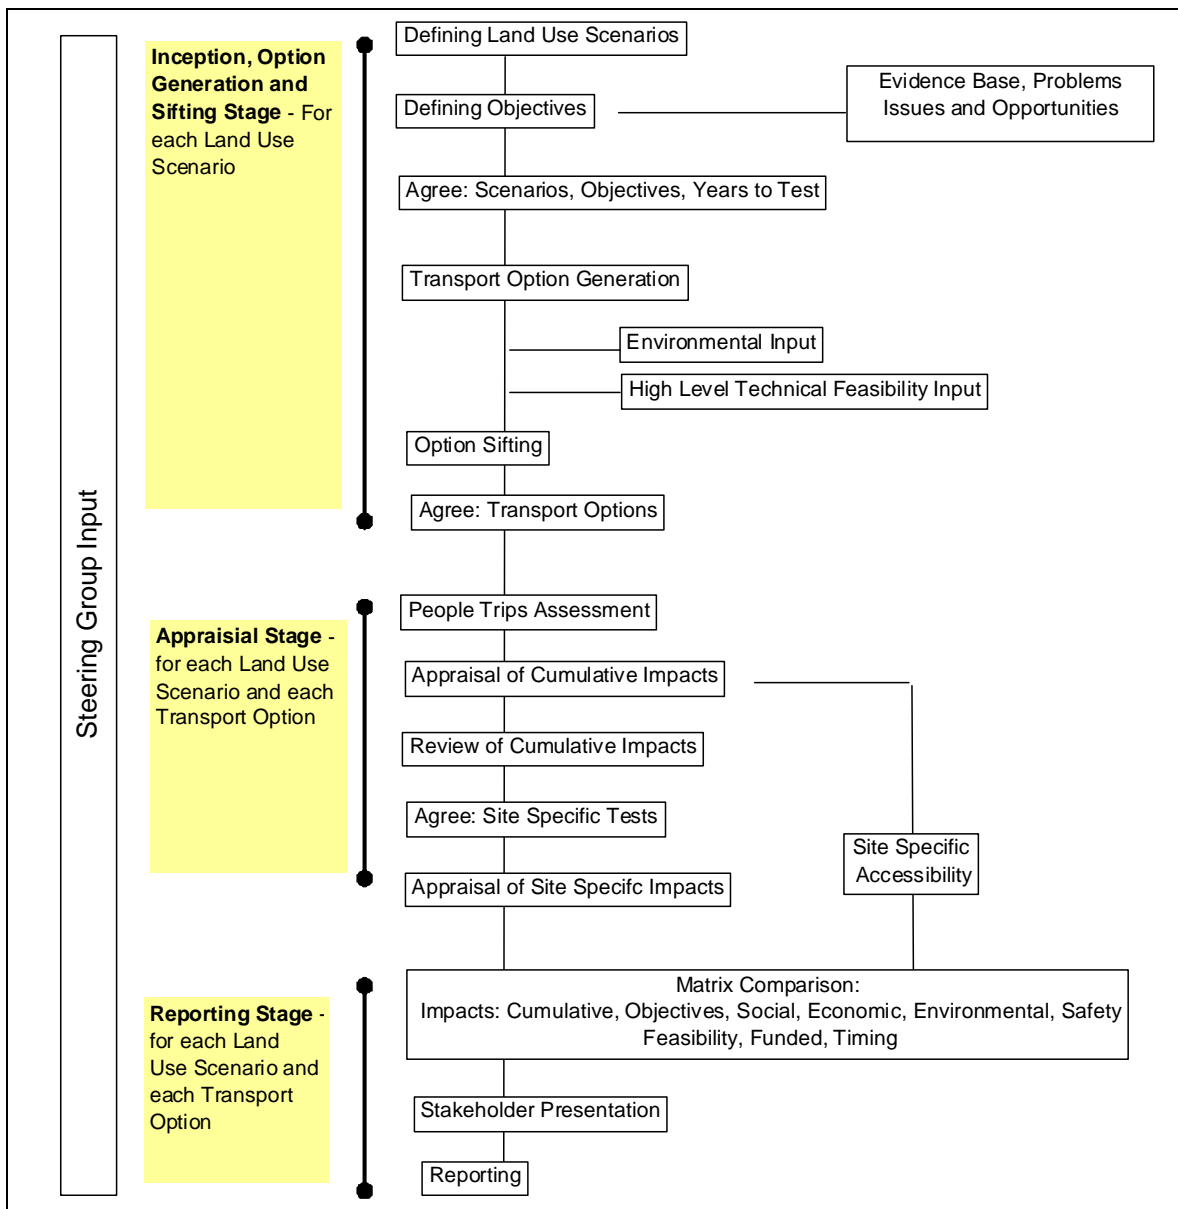 Steering Group Input
Inception, Option
Generation and
Sifting Stage - For
each Land Use
Scenario
Defining Land Use Scenarios
Defining Objectives
Evidence Base, Problems
Issues and Opportunities
Agree: Scenarios, Objectives, Years to Test
Transport Option Generation
Environmental Input
High Level Technical Feasibility Input
Option Sifting
Agree: Transport Options
Appraisial Stage -
for each Land Use
Scenario and each
Transport Option
People Trips Assessment
Appraisal of Cumulative Impacts
Review of Cumulative Impacts
Agree: Site Specific Tests
Appraisal of Site Specifc Impacts
Site Specific
Accessibility
Reporting Stage -
for each Land
Use Scenario and
each Transport
Option
Matrix Comparison:
Impacts: Cumulative, Objectives, Social, Economic, Environmental, Safety
Feasibility, Funded, Timing
Stakeholder Presentation
Reporting